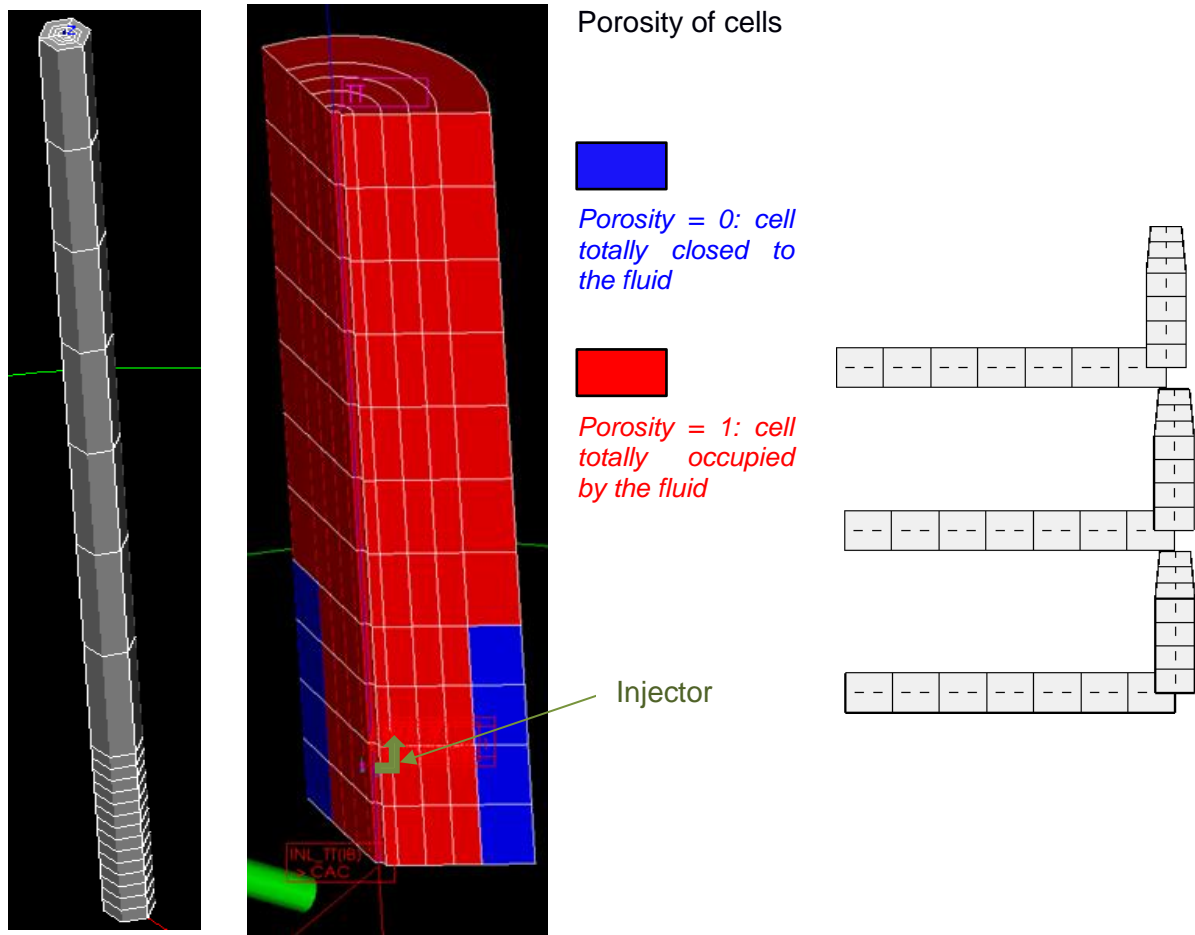 Porosity of cells
Z
TT
Porosity = 0: cell
totally closed to
the fluid
Porosity = 1: cell
totally occupied
by the fluid
Injector
INL_TT(IB)
-> CAC